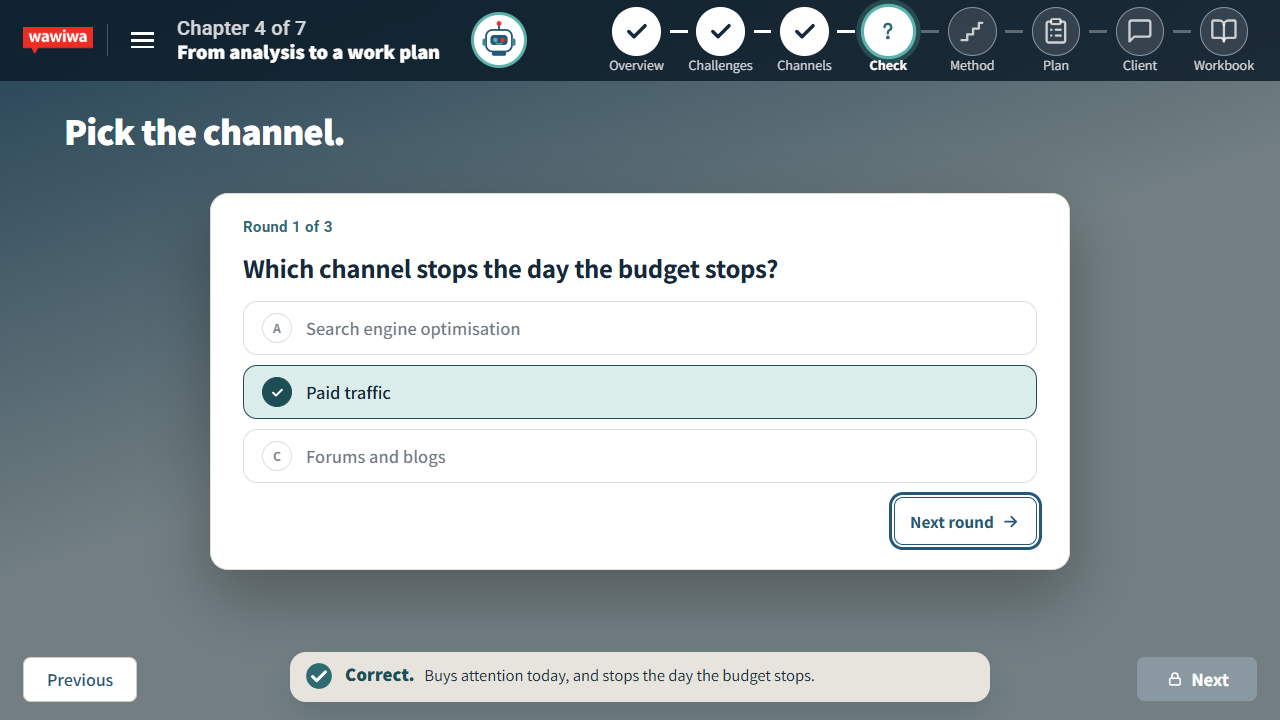 wawiwa
Chapter 4 of 7
From analysis to a work plan
?
Overview
Challenges
Channels
Check
Method
Plan
Client
Workbook
Pick the channel.
Round 1 of 3
Which channel stops the day the budget stops?
A
Search engine optimisation
Paid traffic
C
Forums and blogs
Next round
Previous
Correct. Buys attention today, and stops the day the budget stops.
Next